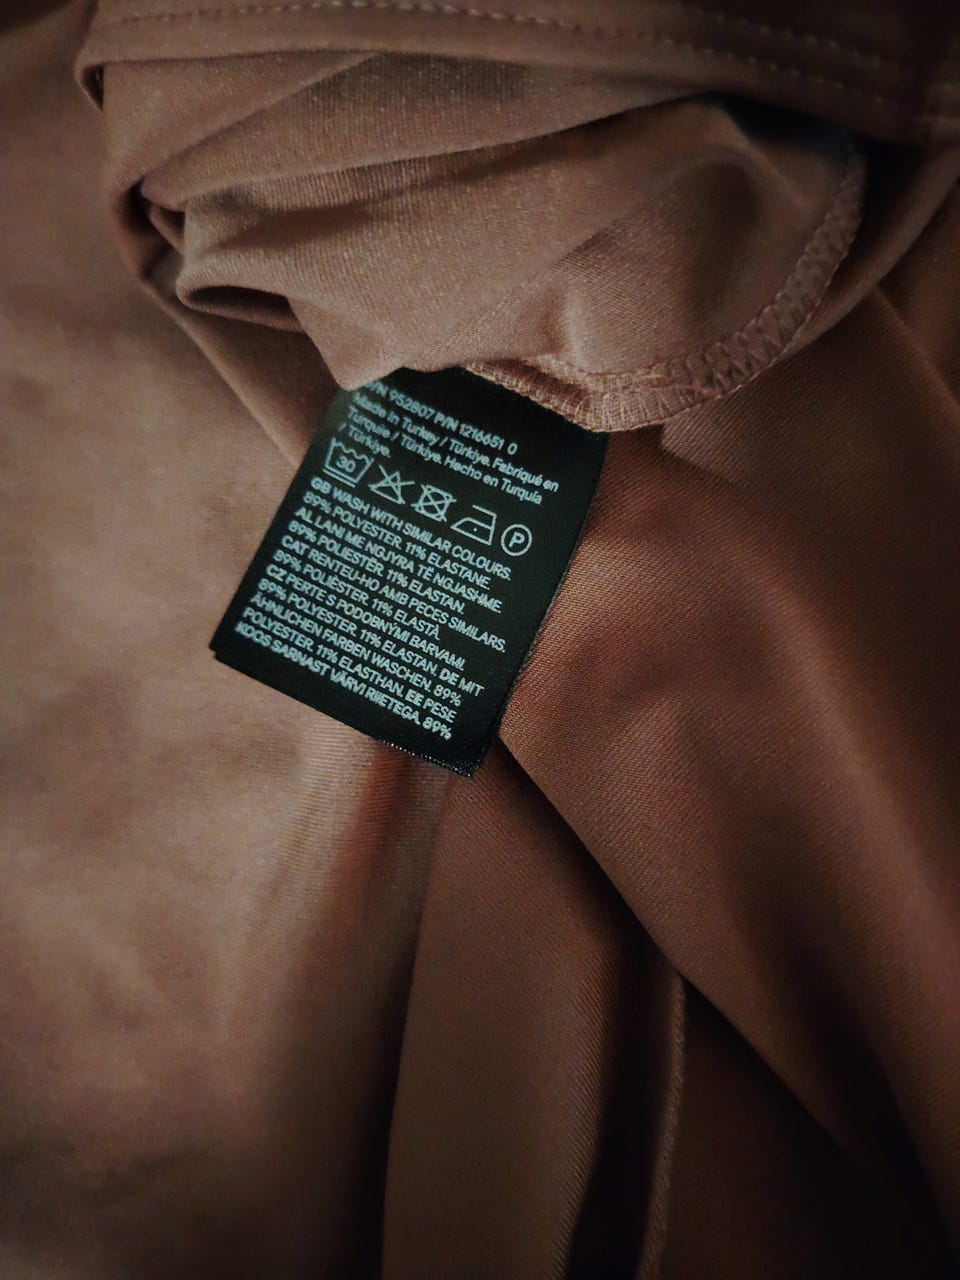 /N 952807 P/N 1216651 0
Made in Turkey / Türkiye. Fabriqué en
Turquie / Türkiye. Hecho en Turquía
/ Türkiye.
30 P
GB WASH WITH SIMILAR COLOURS.
89% POLYESTER. 11% ELASTANE
AL LANI ME NGJYRA TË NGJASHME.
89% POLIESTËR. 11% ELASTAN.
CAT RENTEU-HO AMB PECES SIMILARS.
89% POLIÈSTER. 11% ELASTÀ.
CZ PERTE S PODOBNÝMI BARVAMI.
89% POLYESTER. 11% ELASTAN. DE MIT
ÄHNLICHEN FARBEN WASCHEN. 89%
POLYESTER. 11% ELASTHAN. EE PESE
KOOS SARNAST VÄRVI RIIETEGA. 89%